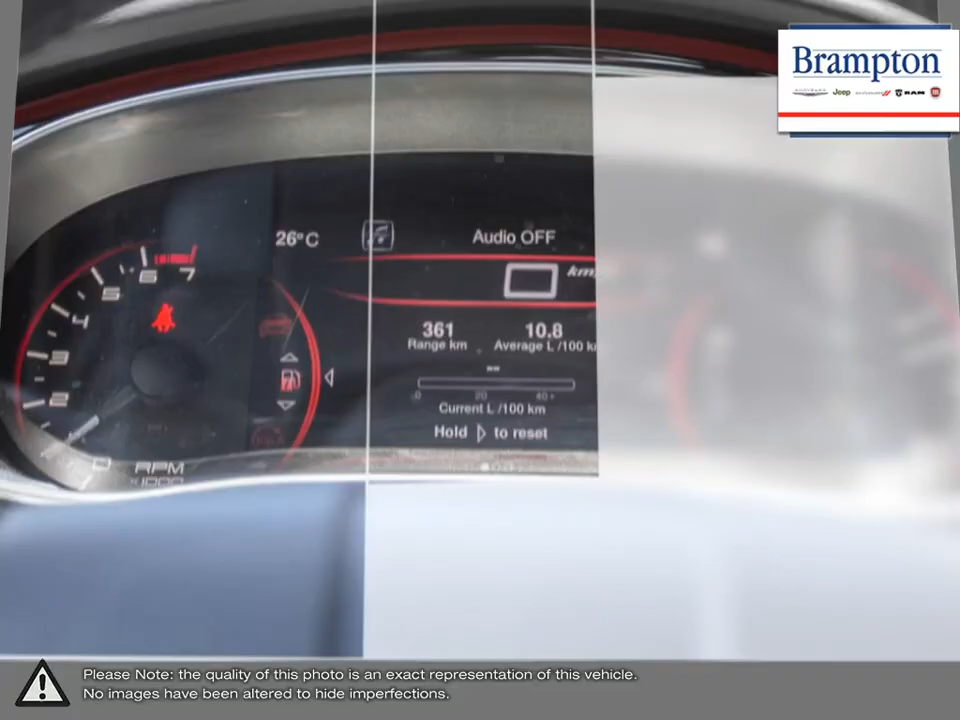 Brampton
Jeep RAM
26°C
Audio OFF
6 7
5
4
3
2
0
km
361 10.8
Range km Average L /100
--
0 20 40+
Current L /100 km
Hold ▷ to reset
RPM
x1000
Please Note: the quality of this photo is an exact representation of this vehicle.
No images have been altered to hide imperfections.